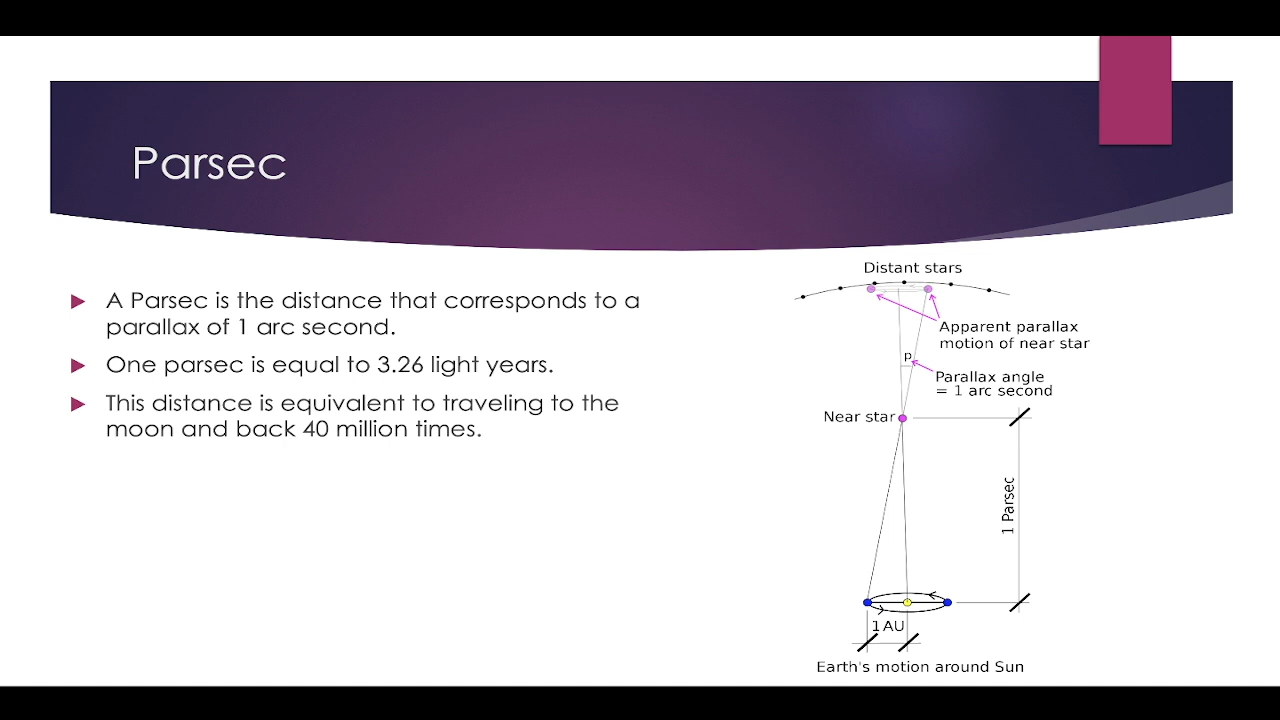 Parsec
A Parsec is the distance that corresponds to a
parallax of 1 arc second.
One parsec is equal to 3.26 light years.
This distance is equivalent to traveling to the
moon and back 40 million times.
Distant stars
Apparent parallax
motion of near star
p
Parallax angle
= 1 arc second
Near star
1 Parsec
1 AU
Earth's motion around Sun